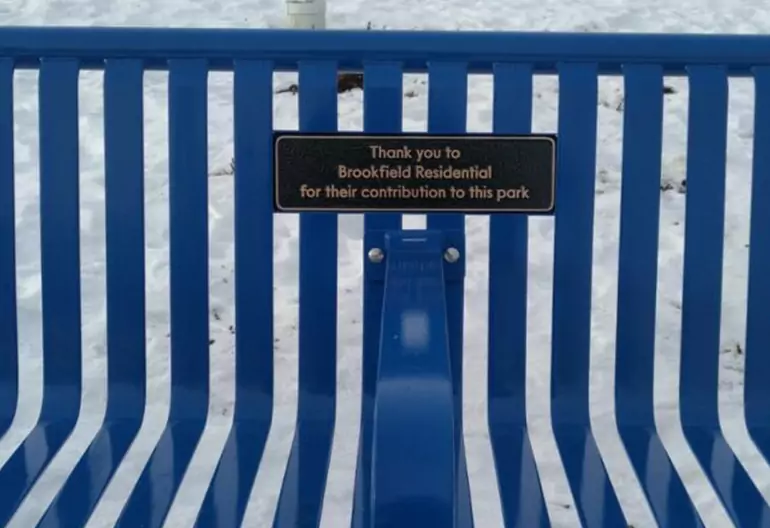 Thank you to
Brookfield Residential
for their contribution to this park